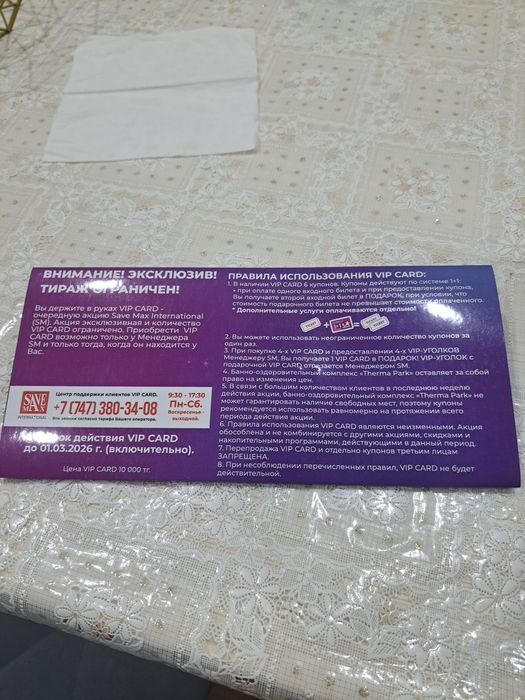 ВНИМАНИЕ! ЭКСКЛЮЗИВ!
ТИРАЖ ОГРАНИЧЕН!
Вы держите в руках VIP CARD -
очередную акцию Save Max International
(SM). Акция эксклюзивная и количество
VIP CARD ограничено. Приобрести VIP
CARD возможно только у Менеджера
SM и только тогда, когда он находится у
Вас.
SAVE
MAX
INTERNATIONAL
Центр поддержки клиентов VIP CARD.
+7 (747) 380-34-08
Все звонки согласно тарифа Вашего оператора.
9:30 - 17:30
Пн-Сб.
Воскресенье -
выходной.
ок действия VIP CARD
до 01.03.2026 г. (включительно).
Цена VIP CARD 10 000 тг.
ПРАВИЛА ИСПОЛЬЗОВАНИЯ VIP CARD:
1. В наличии VIP CARD 6 купонов. Купоны действуют по системе 1+1:
• при оплате одного входного билета и при предоставлении купона,
Вы получаете второй входной билет в ПОДАРОК, при условии, что
стоимость подарочного билета не превышает стоимости оплаченного.
* Дополнительные услуги оплачиваются отдельно!
1+1
2. Вы можете использовать неограниченное количество купонов за
один раз.
3. При покупке 4-х VIP CARD и предоставлении 4-х VIP-УГОЛКОВ
Менеджеру SM, Вы получаете 1 VIP CARD в ПОДАРОК! VIP-УГОЛОК с
подарочной VIP CARD отдается Менеджером SM.
4. Банно-оздоровительный комплекс «Therma Park» оставляет за собой
право на изменения цен.
5. В связи с большим количеством клиентов в последнюю неделю
действия акции, банно-оздоровительный комплекс «Therma Park» не
может гарантировать наличие свободных мест, поэтому купоны
рекомендуется использовать равномерно на протяжении всего
периода действия акции.
6. Правила использования VIP CARD являются неизменными. Акция
обособлена и не комбинируется с другими акциями, скидками и
накопительными программами, действующими в данный период.
7. Перепродажа VIP CARD и отдельно купонов третьим лицам
ЗАПРЕЩЕНА.
8. При несоблюдении перечисленных правил, VIP CARD не будет
действительной.